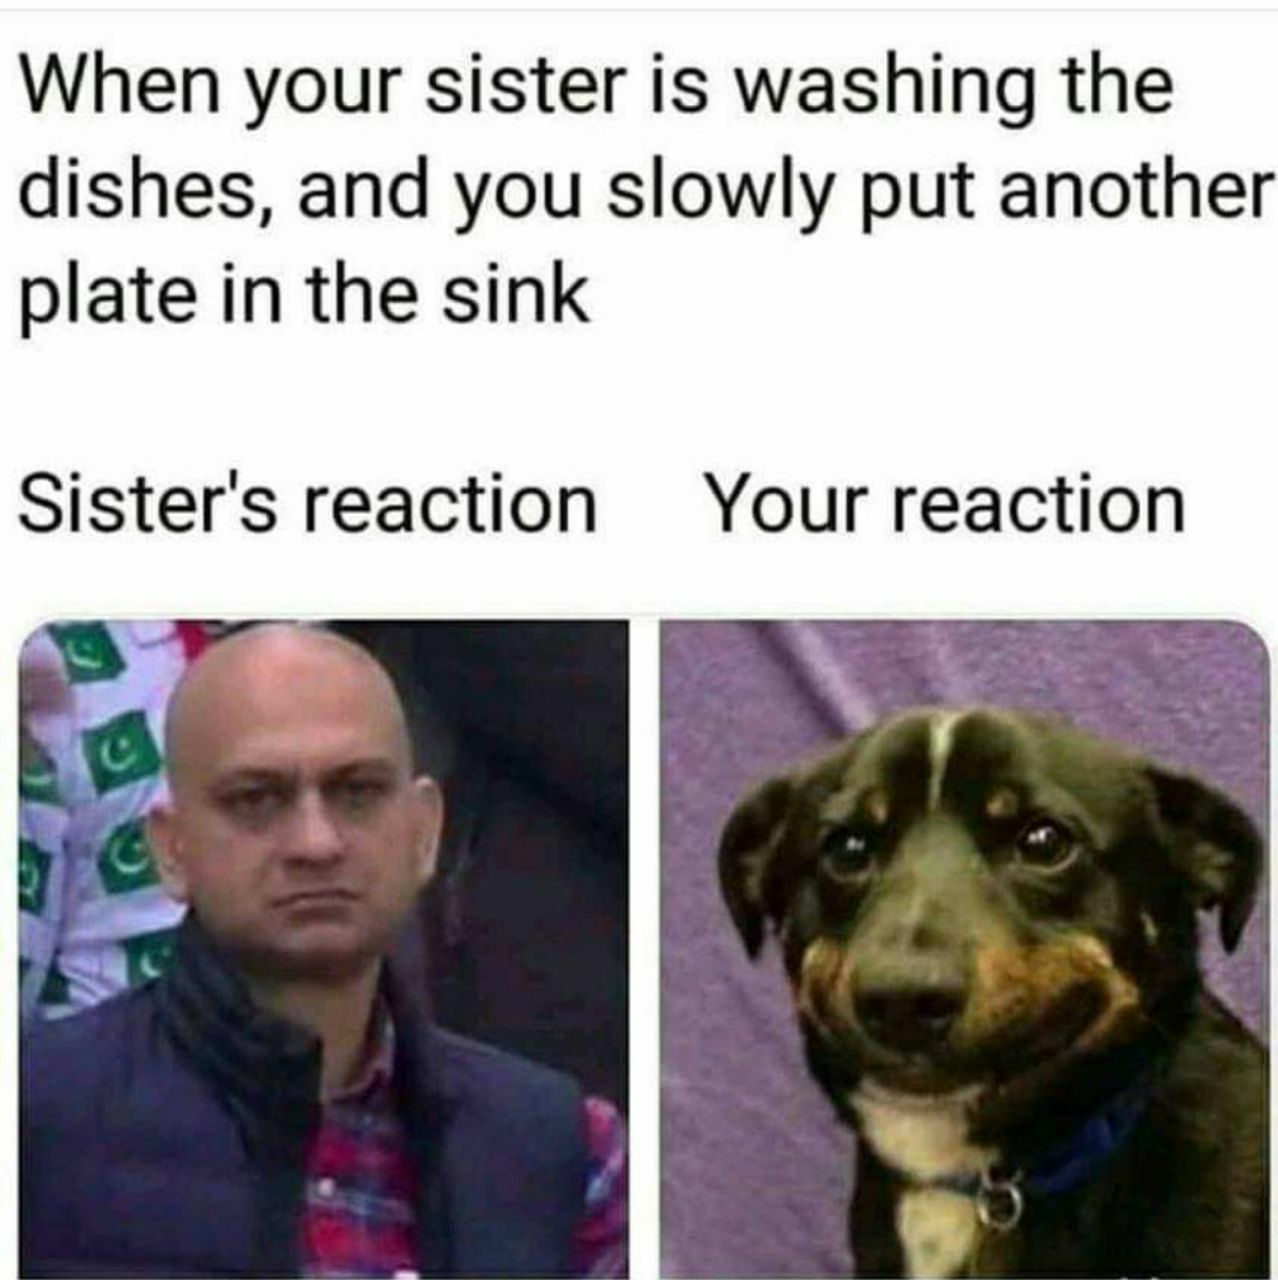 When your sister is washing the
dishes, and you slowly put another
plate in the sink
Sister's reaction Your reaction